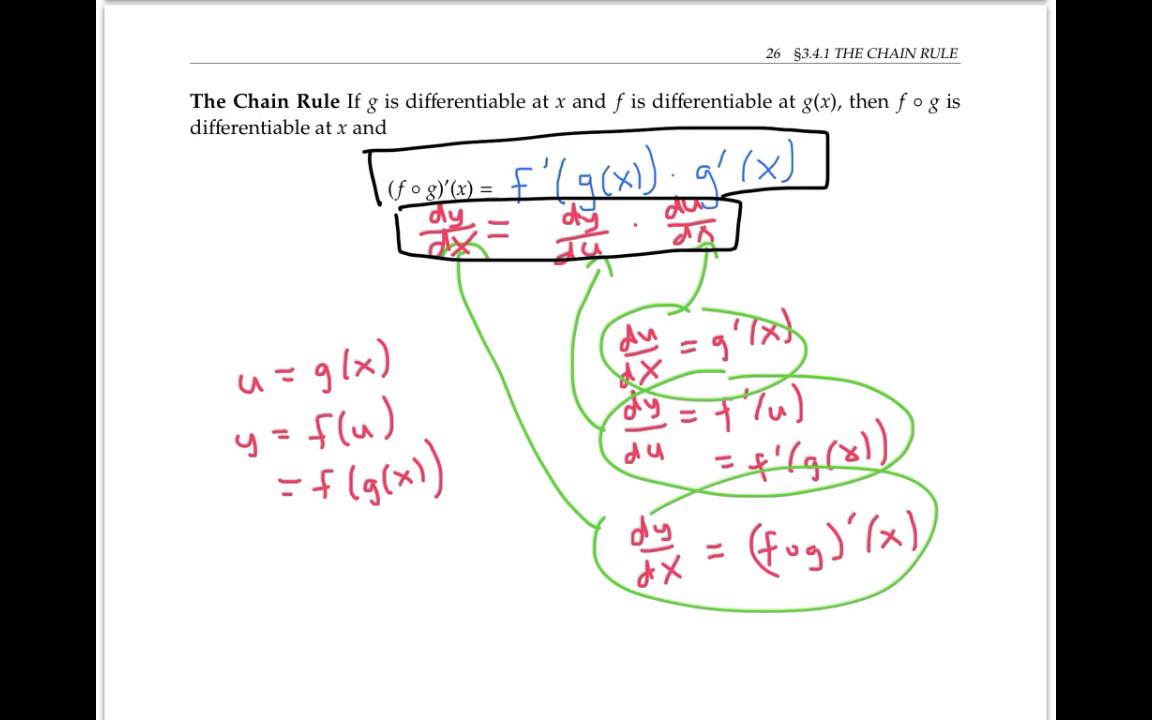 26 §3.4.1 THE CHAIN RULE
The Chain Rule If g is differentiable at x and f is differentiable at g(x), then f ∘ g is
differentiable at x and
(f ∘ g)′(x) = f′(g(x)) · g′(x)
dy/dx = dy/du · du/dx
du/dx = g′(x)
u = g(x)
dy/du = f′(u)
y = f(u)
= f′(g(x))
= f(g(x))
dy/dx = (f∘g)′(x)